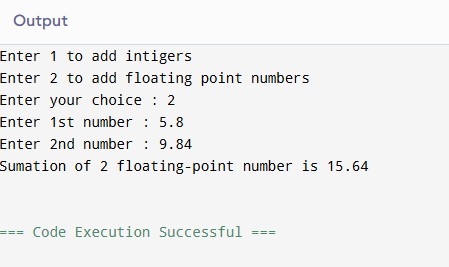 Output
Enter 1 to add intigers
Enter 2 to add floating point numbers
Enter your choice : 2
Enter 1st number : 5.8
Enter 2nd number : 9.84
Sumation of 2 floating-point number is 15.64
=== Code Execution Successful ===